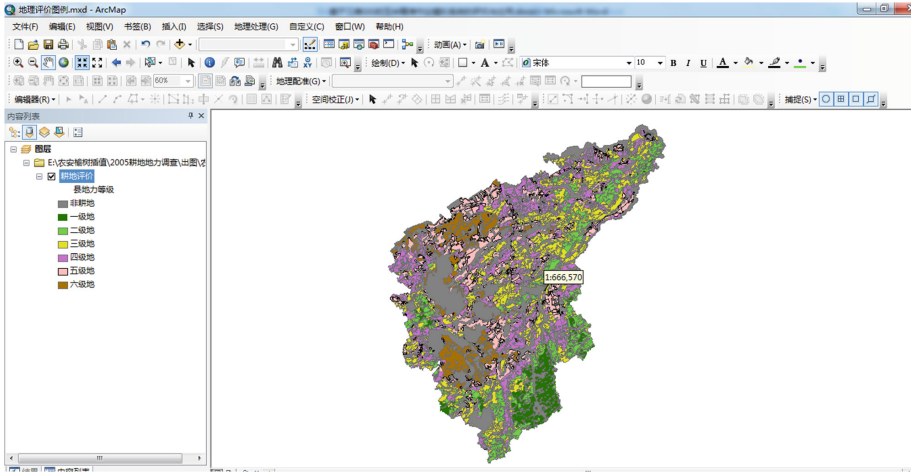 地理评价图例.mxd - ArcMap
文件(F) 编辑(E) 视图(V) 书签(B) 插入(I) 选择(S) 地理处理(G) 自定义(C) 窗口(W) 帮助(H)
动画(A)
绘制(D) 宋体 10 B I U A
60% 地理配准(G)
编辑器(R) 空间校正(J) 捕捉(S)
内容列表
图层
E:\农安榆树插值\2005耕地地力调查\出图\农
耕地评价
县地力等级
非耕地
一级地
二级地
三级地
四级地
五级地
六级地
1:666,570